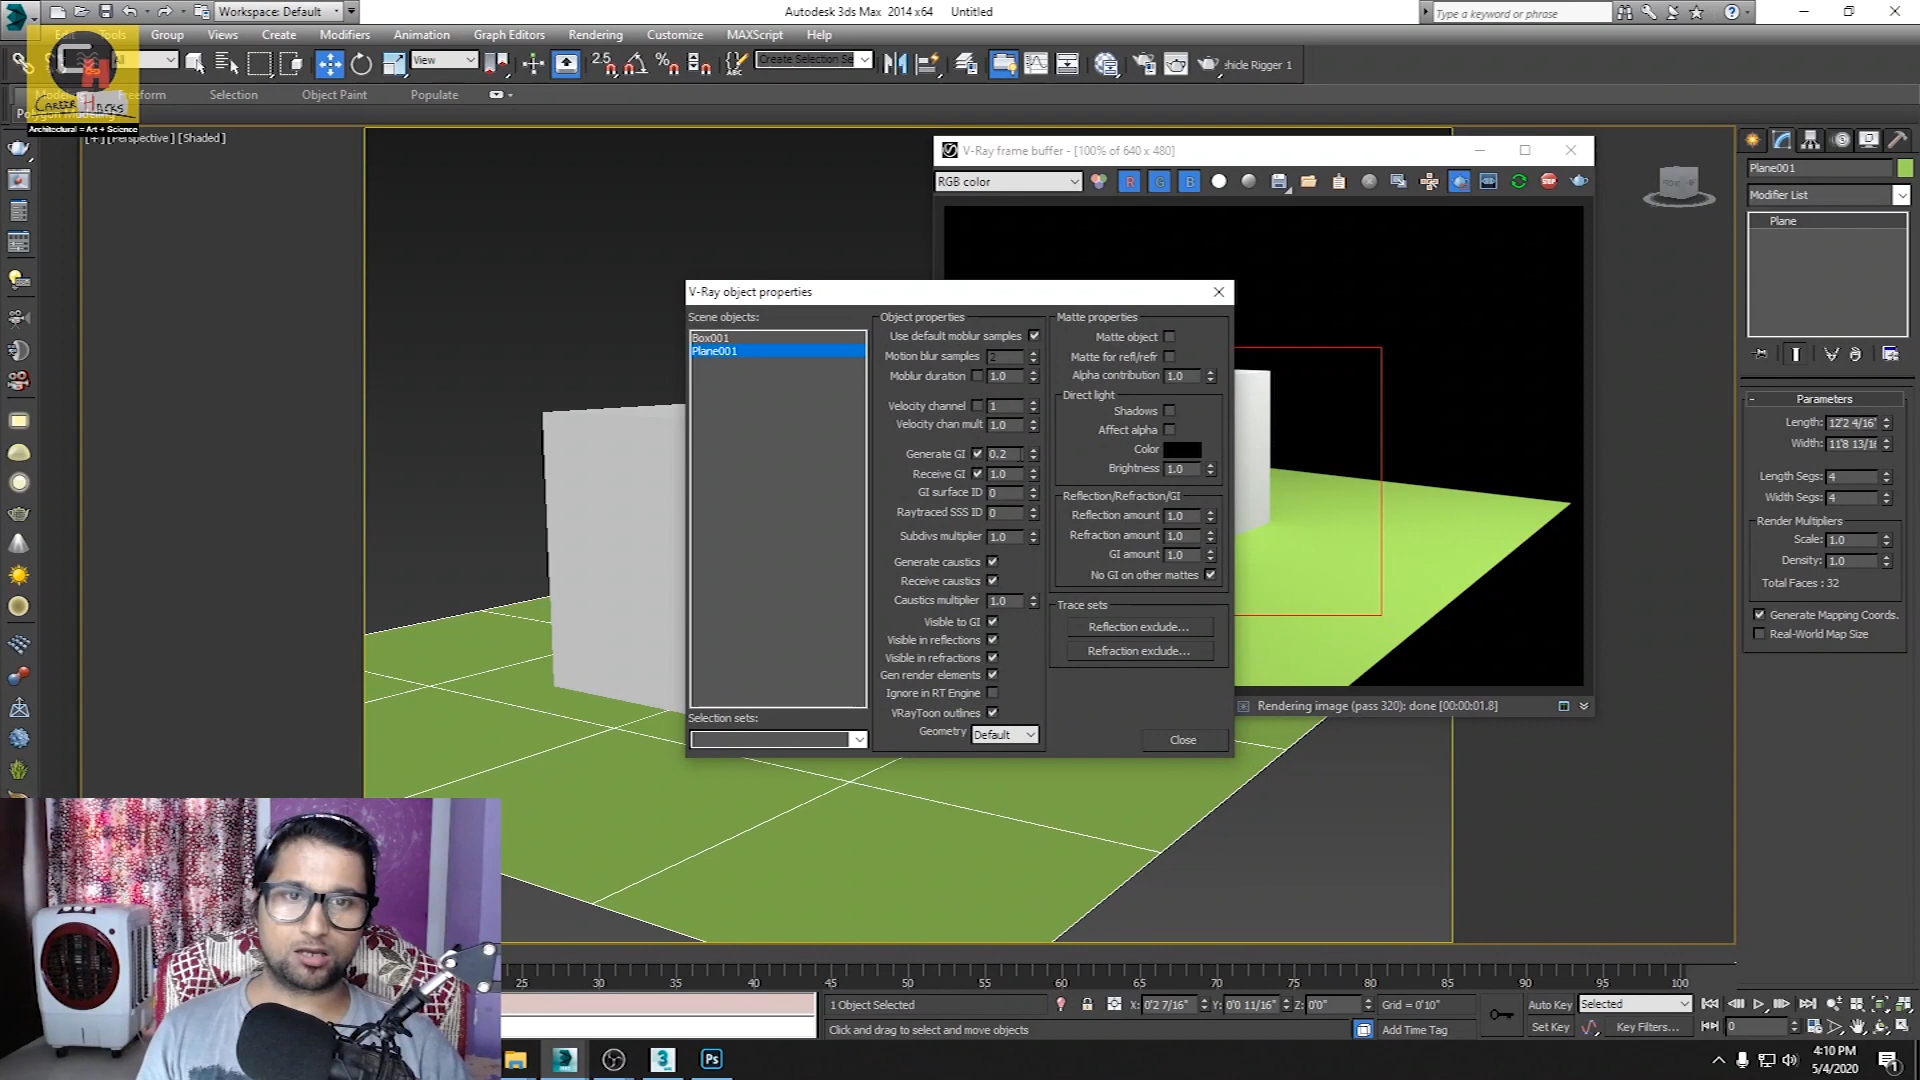 Workspace: Default
Autodesk 3ds Max  2014 x64    Untitled
Type a keyword or phrase
Edit
Tools
Group
Views
Create
Modifiers
Animation
Graph Editors
Rendering
Customize
MAXScript
Help
All
View
2.5
Create Selection Se
hicle Rigger 1
Freeform
Selection
Object Paint
Populate
Polygon Modeling
CAREER HACKS
Architectural = Art + Science
[+] [Perspective] [Shaded]
V-Ray frame buffer - [100% of 640 x 480]
RGB color
R
G
B
STOP
Rendering image (pass 320): done [00:00:01.8]
V-Ray object properties
Scene objects:
Box001
Plane001
Selection sets:
Object properties
Use default moblur samples
Motion blur samples 2
Moblur duration 1.0
Velocity channel 1
Velocity chan mult 1.0
Generate GI 0.2
Receive GI 1.0
GI surface ID 0
Raytraced SSS ID 0
Subdivs multiplier 1.0
Generate caustics
Receive caustics
Caustics multiplier 1.0
Visible to GI
Visible in reflections
Visible in refractions
Gen render elements
Ignore in RT Engine
VRayToon outlines
Geometry Default
Matte properties
Matte object
Matte for refl/refr
Alpha contribution 1.0
Direct light
Shadows
Affect alpha
Color
Brightness 1.0
Reflection/Refraction/GI
Reflection amount 1.0
Refraction amount 1.0
GI amount 1.0
No GI on other mattes
Trace sets
Reflection exclude...
Refraction exclude...
Close
Plane001
Modifier List
Plane
Parameters
Length: 12'2 4/16"
Width: 11'8 13/16
Length Segs: 4
Width Segs: 4
Render Multipliers
Scale: 1.0
Density: 1.0
Total Faces : 32
Generate Mapping Coords.
Real-World Map Size
25 30 35 40 45 50 55 60 65 70 75 80 85 90 95 100
1 Object Selected
X: 0'2 7/16" Y: 0'0 11/16" Z: 0'0"
Grid = 0'10"
Auto Key
Selected
Click and drag to select and move objects
Add Time Tag
Set Key
Key Filters...
0
Ps
4:10 PM
5/4/2020